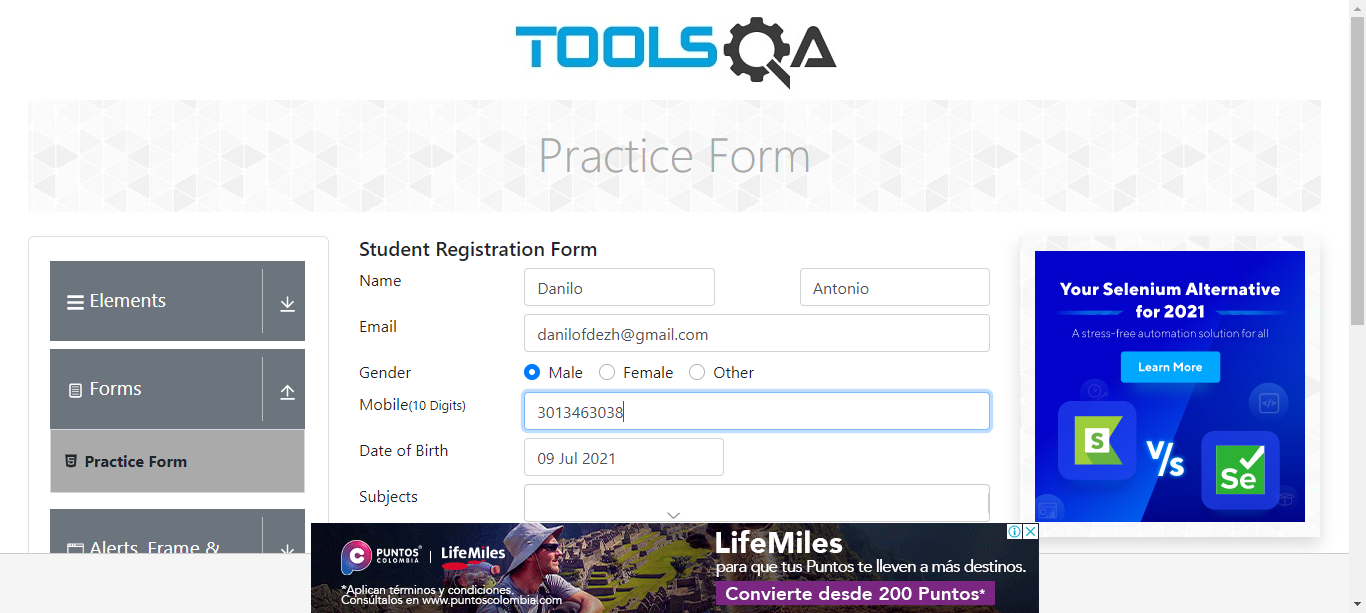 TOOLSQA
Practice Form
Elements
Forms
Practice Form
Alerts, Frame &
Student Registration Form
Name
Danilo
Antonio
Email
danilofdezh@gmail.com
Gender
Male
Female
Other
Mobile(10 Digits)
3013463038
Date of Birth
09 Jul 2021
Subjects
Your Selenium Alternative
for 2021
A stress-free automation solution for all
Learn More
S
V/s
Se
PUNTOS
COLOMBIA
LifeMiles
*Aplican términos y condiciones.
Consúltalos en www.puntoscolombia.com
LifeMiles
para que tus Puntos te lleven a más destinos.
Convierte desde 200 Puntos*